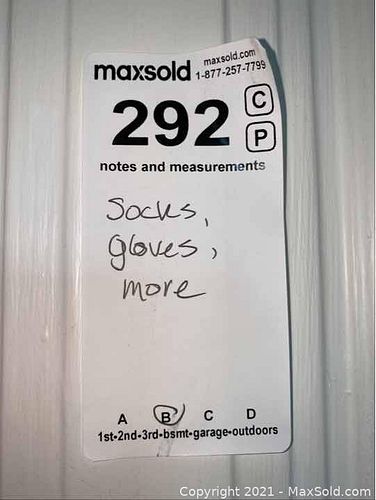 maxsold maxsold.com
1-877-257-7799
292 C
P
notes and measurements
Socks,
gloves,
more
A B C D
1st-2nd-3rd-bsmt-garage-outdoors
Copyright 2021 - MaxSold.com